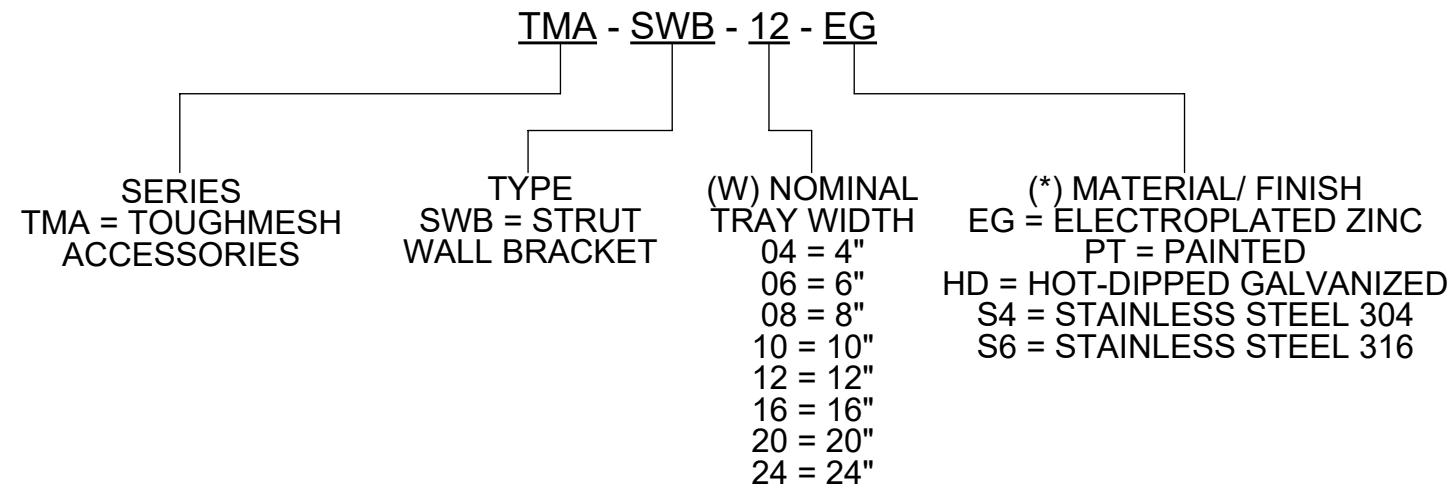 TMA - SWB - 12 - EG
SERIES
TMA = TOUGHMESH
ACCESSORIES
TYPE
SWB = STRUT
WALL BRACKET
(W) NOMINAL
TRAY WIDTH
04 = 4"
06 = 6"
08 = 8"
10 = 10"
12 = 12"
16 = 16"
20 = 20"
24 = 24"
(*) MATERIAL/ FINISH
EG = ELECTROPLATED ZINC
PT = PAINTED
HD = HOT-DIPPED GALVANIZED
S4 = STAINLESS STEEL 304
S6 = STAINLESS STEEL 316